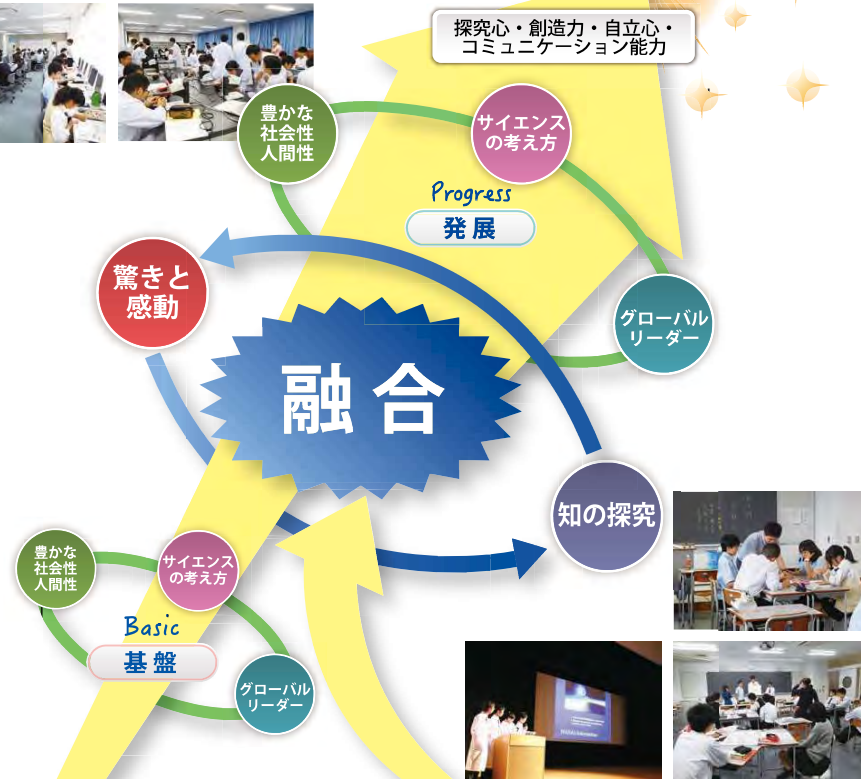 探究心・創造力・自立心・
コミュニケーション能力
豊かな
社会性
人間性
サイエンス
の考え方
Progress
発展
驚きと
感動
グローバル
リーダー
融合
知の探究
豊かな
社会性
人間性
サイエンス
の考え方
Basic
基盤
グローバル
リーダー